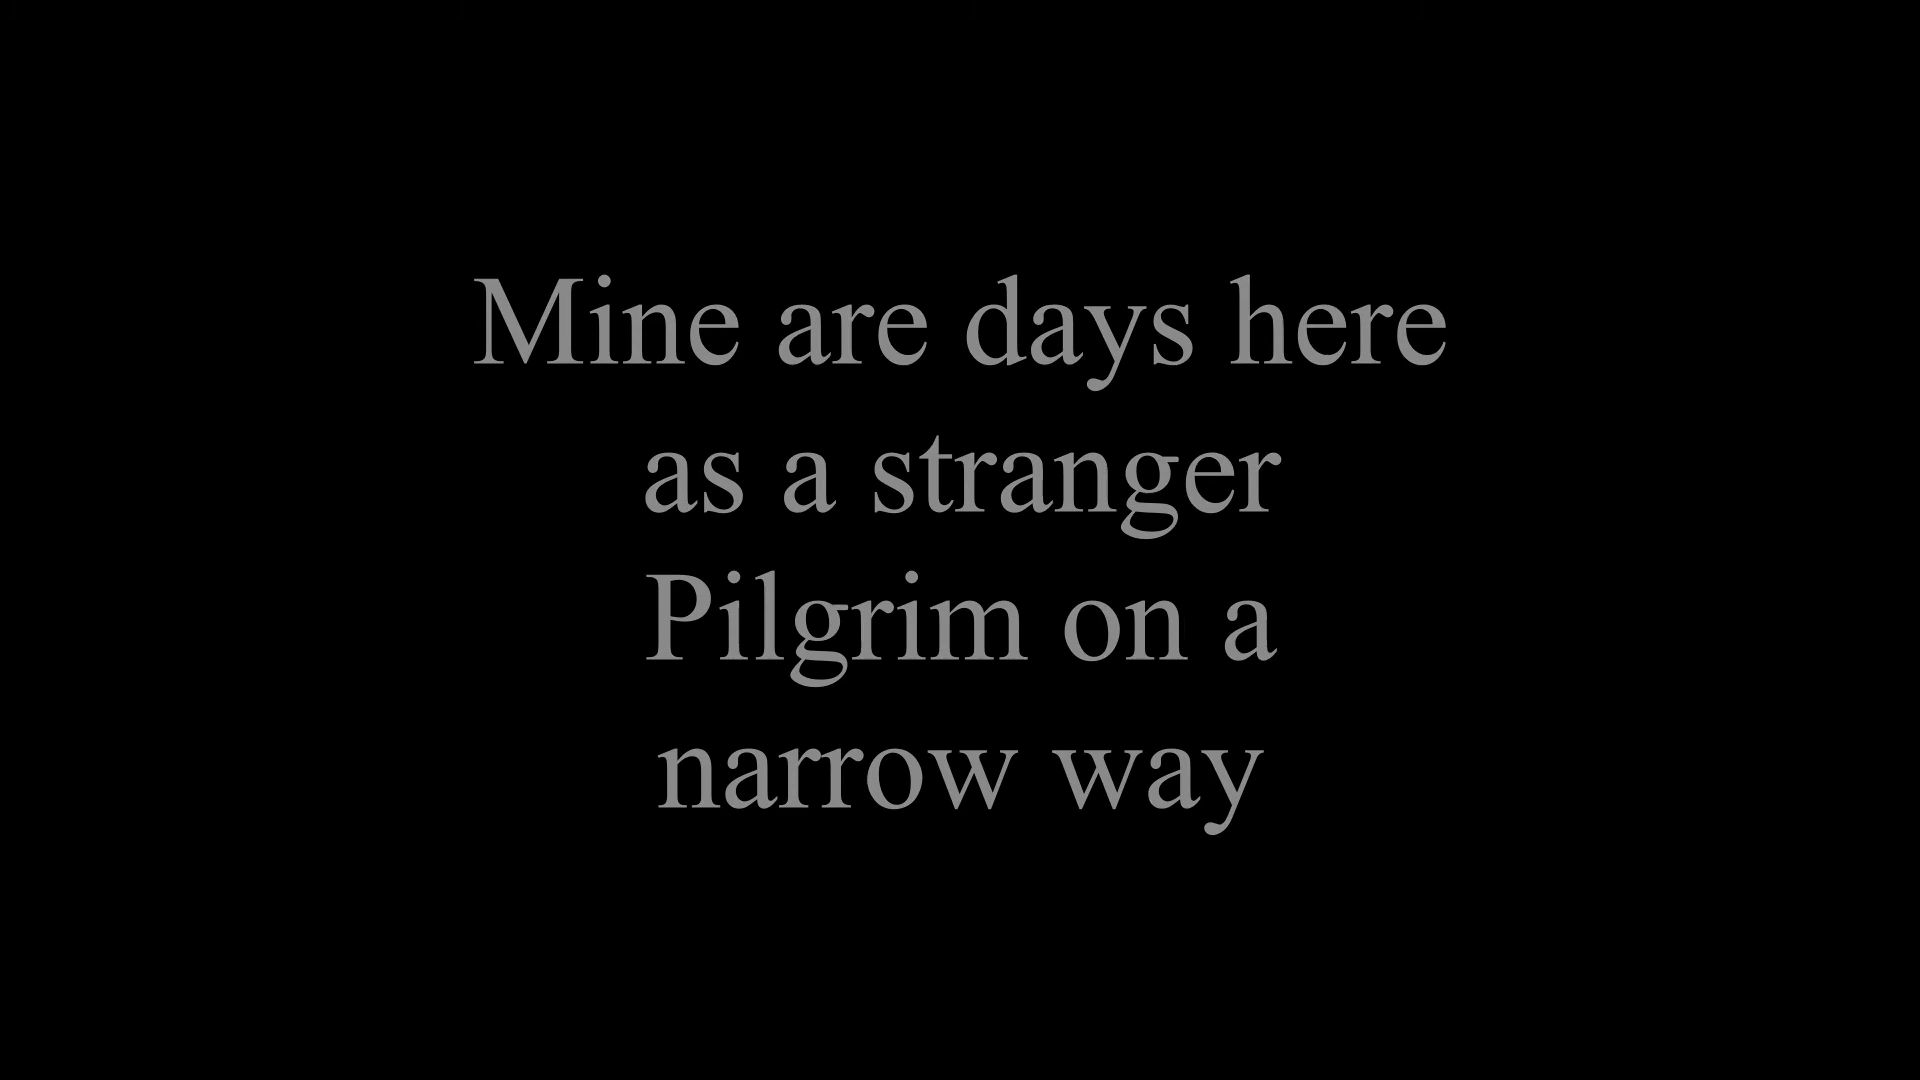 Mine are days here
as a stranger
Pilgrim on a
narrow way